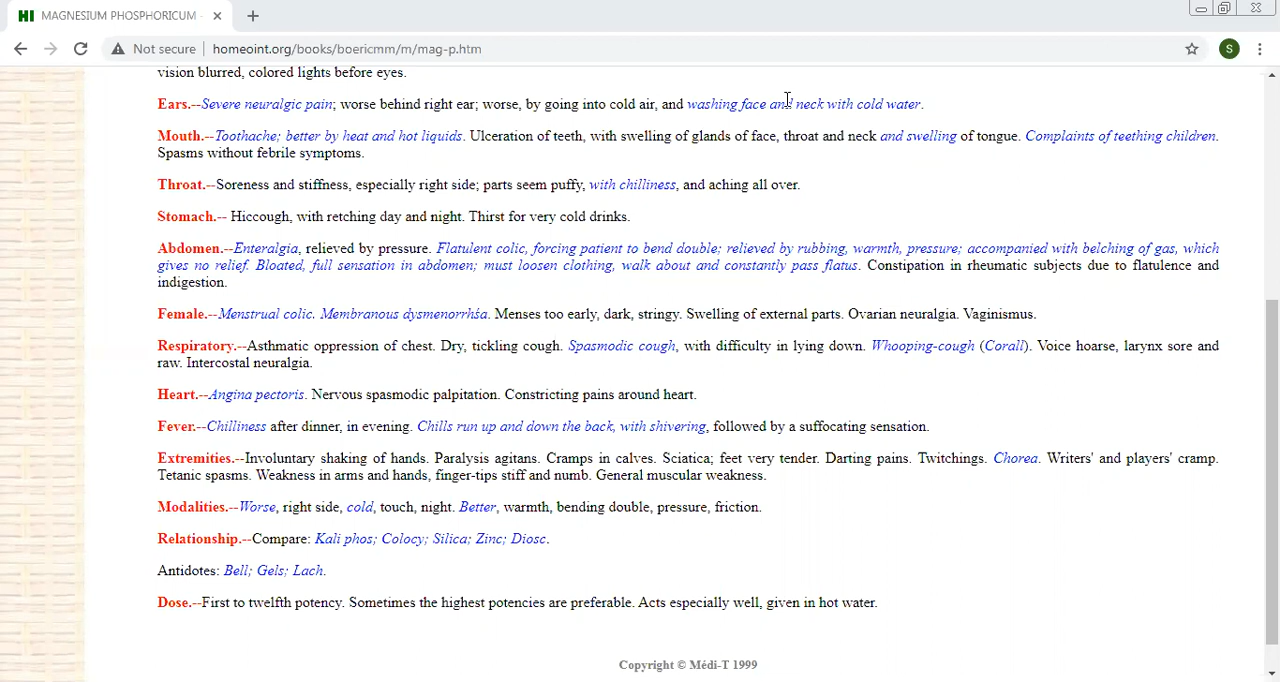 MAGNESIUM PHOSPHORICUM -
Not secure homeoint.org/books/boericmm/m/mag-p.htm
S
vision blurred, colored lights before eyes.
Ears.--Severe neuralgic pain; worse behind right ear; worse, by going into cold air, and washing face and neck with cold water.
Mouth.--Toothache; better by heat and hot liquids. Ulceration of teeth, with swelling of glands of face, throat and neck and swelling of tongue. Complaints of teething children.
Spasms without febrile symptoms.
Throat.--Soreness and stiffness, especially right side; parts seem puffy, with chilliness, and aching all over.
Stomach.-- Hiccough, with retching day and night. Thirst for very cold drinks.
Abdomen.--Enteralgia, relieved by pressure. Flatulent colic, forcing patient to bend double; relieved by rubbing, warmth, pressure; accompanied with belching of gas, which
gives no relief. Bloated, full sensation in abdomen; must loosen clothing, walk about and constantly pass flatus. Constipation in rheumatic subjects due to flatulence and
indigestion.
Female.--Menstrual colic. Membranous dysmenorrhśa. Menses too early, dark, stringy. Swelling of external parts. Ovarian neuralgia. Vaginismus.
Respiratory.--Asthmatic oppression of chest. Dry, tickling cough. Spasmodic cough, with difficulty in lying down. Whooping-cough (Corall). Voice hoarse, larynx sore and
raw. Intercostal neuralgia.
Heart.--Angina pectoris. Nervous spasmodic palpitation. Constricting pains around heart.
Fever.--Chilliness after dinner, in evening. Chills run up and down the back, with shivering, followed by a suffocating sensation.
Extremities.--Involuntary shaking of hands. Paralysis agitans. Cramps in calves. Sciatica; feet very tender. Darting pains. Twitchings. Chorea. Writers' and players' cramp.
Tetanic spasms. Weakness in arms and hands, finger-tips stiff and numb. General muscular weakness.
Modalities.--Worse, right side, cold, touch, night. Better, warmth, bending double, pressure, friction.
Relationship.--Compare: Kali phos; Colocy; Silica; Zinc; Diosc.
Antidotes: Bell; Gels; Lach.
Dose.--First to twelfth potency. Sometimes the highest potencies are preferable. Acts especially well, given in hot water.
Copyright © Médi-T 1999